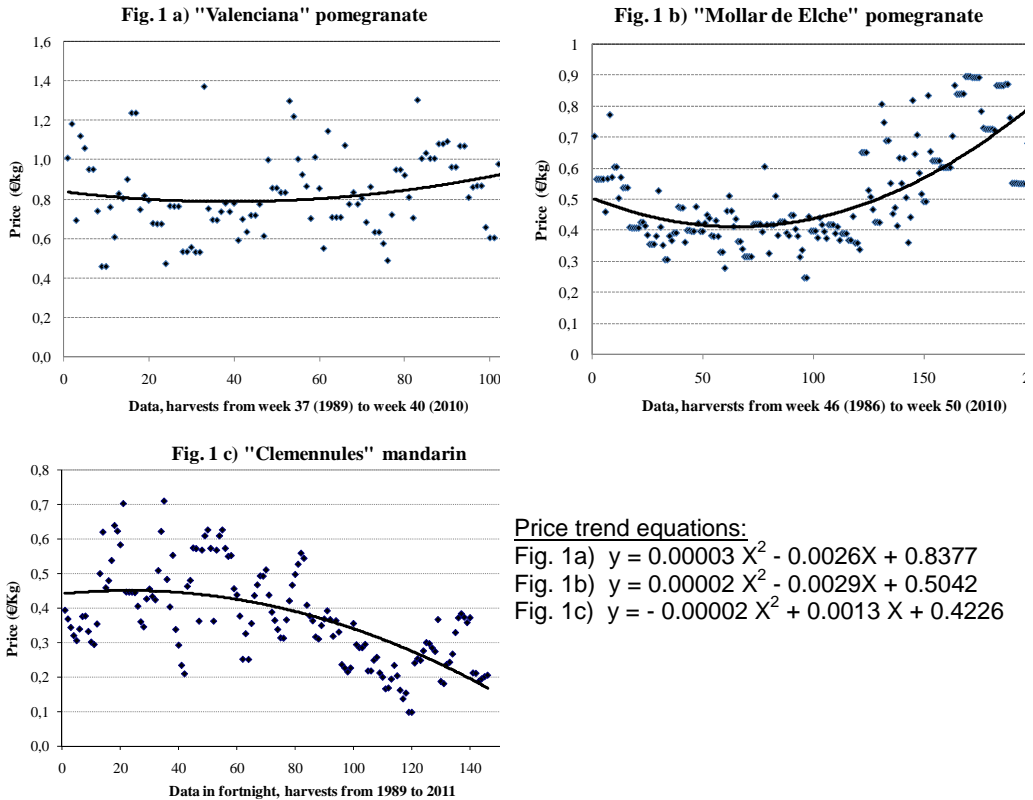 Fig. 1 a) "Valenciana" pomegranate
1,6
1,4
1,2
1,0
0,8
0,6
0,4
0,2
0,0
Price (€/kg)
0 20 40 60 80 100
Data, harvests from week 37 (1989) to week 40 (2010)
Fig. 1 b) "Mollar de Elche" pomegranate
1
0,9
0,8
0,7
0,6
0,5
0,4
0,3
0,2
0,1
0
Price (€/kg)
0 50 100 150 2
Data, harversts from week 46 (1986) to week 50 (2010)
Fig. 1 c) "Clemennules" mandarin
0,8
0,7
0,6
0,5
0,4
0,3
0,2
0,1
0,0
Price (€/Kg)
0 20 40 60 80 100 120 140
Data in fortnight, harvests from 1989 to 2011
Price trend equations:
Fig. 1a) y = 0.00003 X² - 0.0026X + 0.8377
Fig. 1b) y = 0.00002 X² - 0.0029X + 0.5042
Fig. 1c) y = - 0.00002 X² + 0.0013 X + 0.4226